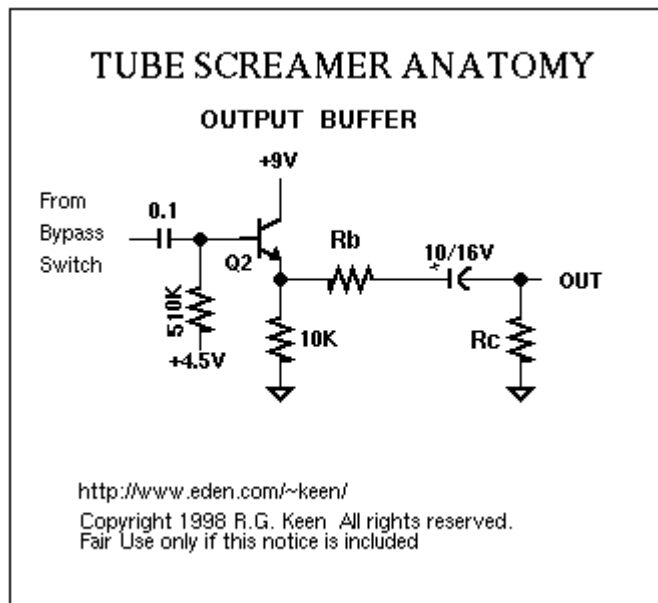 TUBE SCREAMER ANATOMY
OUTPUT BUFFER
+9V
From
Bypass
Switch
0.1
Q2
Rb
10/16V
+
OUT
510K
+4.5V
10K
Rc
http://www.eden.com/~keen/
Copyright 1998 R.G. Keen All rights reserved.
Fair Use only if this notice is included